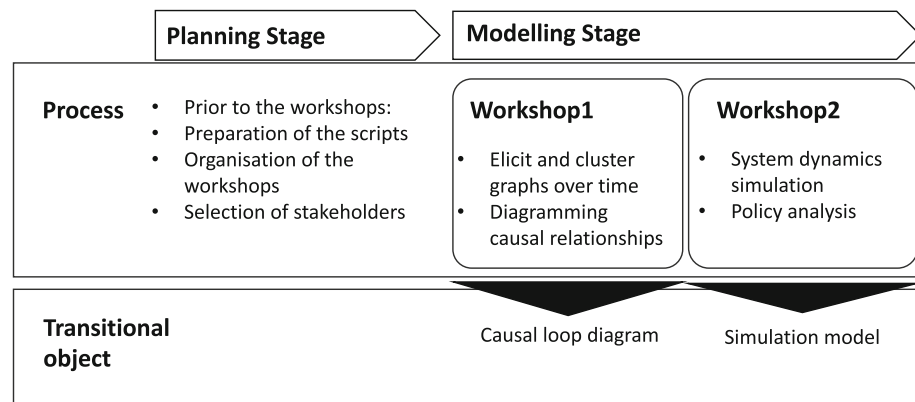 Planning Stage
Modelling Stage
Process
• Prior to the workshops:
• Preparation of the scripts
• Organisation of the
workshops
• Selection of stakeholders
Workshop1
• Elicit and cluster
graphs over time
• Diagramming
causal relationships
Workshop2
• System dynamics
simulation
• Policy analysis
Transitional
object
Causal loop diagram
Simulation model